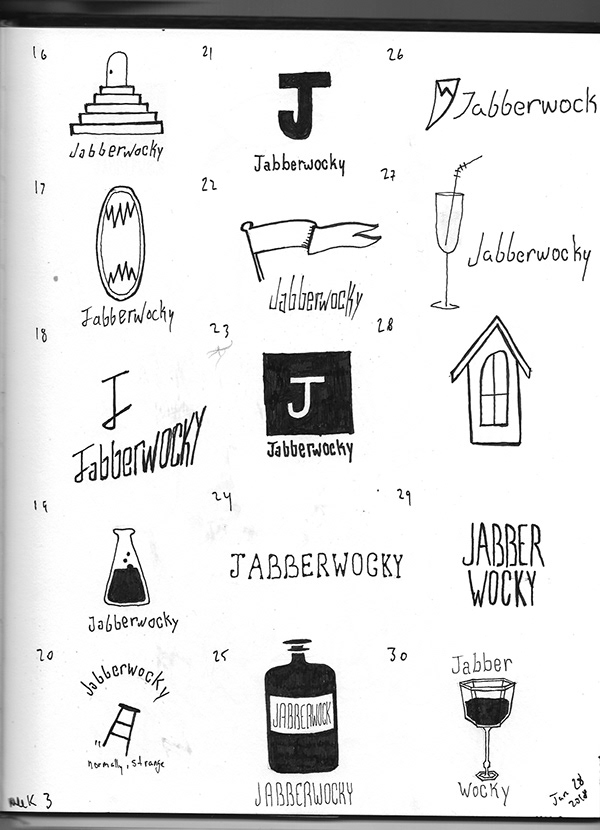 16
Jabberwocky
17
Jabberwocky
18
J
JabberWOCKY
19
Jabberwocky
20
Jabberwocky
normally, strange
week 3
21
J
Jabberwocky
22
Jabberwocky
23
J
Jabberwocky
24
JABBERWOCKY
25
JABBERWOCK
JABBERWOCKY
26
Jabberwock
27
Jabberwocky
28
29
JABBER
WOCKY
30
Jabber
Wocky
Jan 28
2018